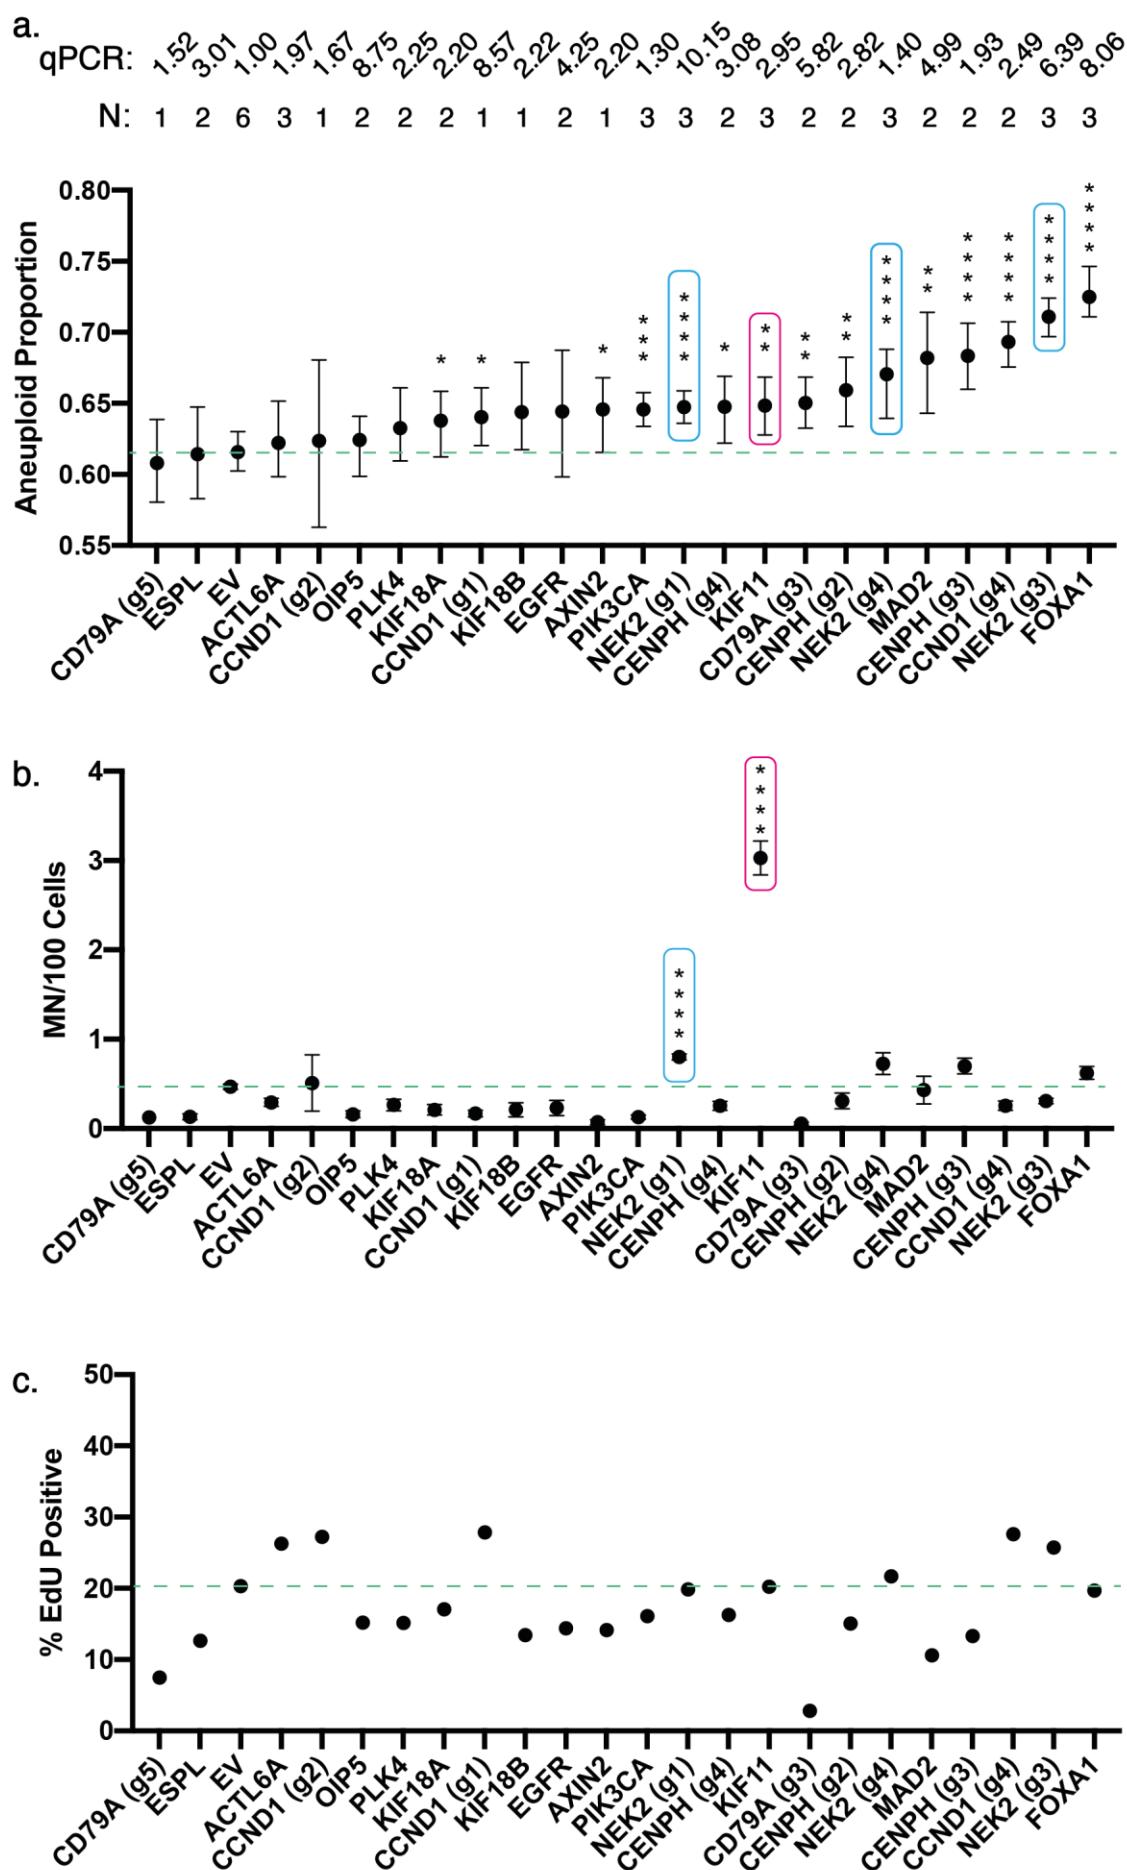 a.
qPCR: 1.52 3.01 1.00 1.97 1.67 8.75 2.25 2.20 8.57 2.22 4.25 2.20 1.30 10.15 3.08 2.95 5.82 2.82 1.40 4.99 1.93 2.49 6.39 8.06
N: 1 2 6 3 1 2 2 2 1 1 2 1 3 3 2 3 2 2 3 2 2 2 3 3
Aneuploid Proportion
0.80
0.75
0.70
0.65
0.60
0.55
* * * *** **** * ** ** ** **** ** **** **** **** ****
CD79A (g5) ESPL EV ACTL6A CCND1 (g2) OIP5 PLK4 KIF18A CCND1 (g1) KIF18B EGFR AXIN2 PIK3CA NEK2 (g1) CENPH (g4) KIF11 CD79A (g3) CENPH (g2) NEK2 (g4) MAD2 CENPH (g3) CCND1 (g4) NEK2 (g3) FOXA1
b.
MN/100 Cells
4
3
2
1
0
**** ****
CD79A (g5) ESPL EV ACTL6A CCND1 (g2) OIP5 PLK4 KIF18A CCND1 (g1) KIF18B EGFR AXIN2 PIK3CA NEK2 (g1) CENPH (g4) KIF11 CD79A (g3) CENPH (g2) NEK2 (g4) MAD2 CENPH (g3) CCND1 (g4) NEK2 (g3) FOXA1
c.
% EdU Positive
50
40
30
20
10
0
CD79A (g5) ESPL EV ACTL6A CCND1 (g2) OIP5 PLK4 KIF18A CCND1 (g1) KIF18B EGFR AXIN2 PIK3CA NEK2 (g1) CENPH (g4) KIF11 CD79A (g3) CENPH (g2) NEK2 (g4) MAD2 CENPH (g3) CCND1 (g4) NEK2 (g3) FOXA1